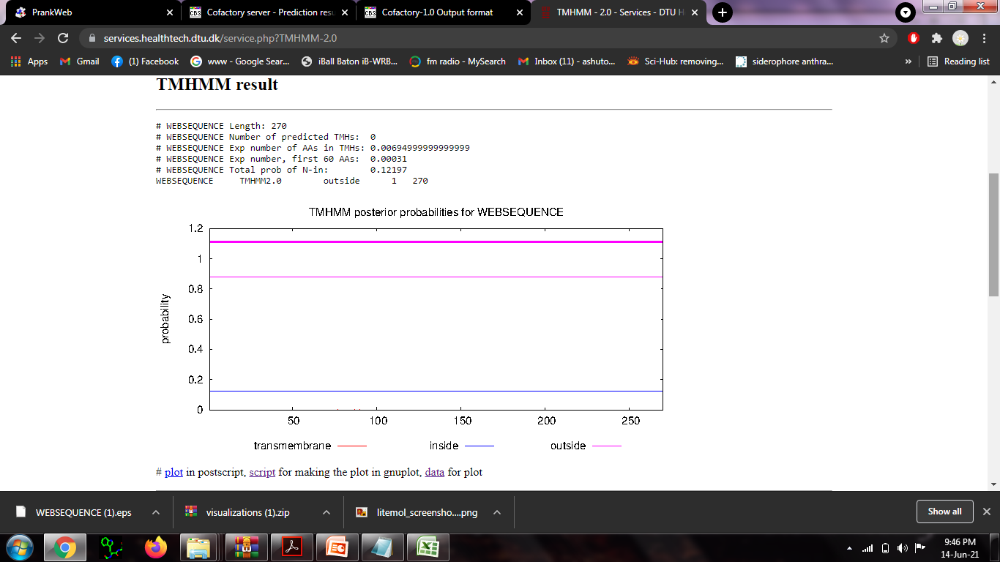 PrankWeb
Cofactory server - Prediction resu
Cofactory-1.0 Output format
TMHMM - 2.0 - Services - DTU H
services.healthtech.dtu.dk/service.php?TMHMM-2.0
Apps
Gmail
(1) Facebook
www - Google Sear...
iBall Baton iB-WRB...
fm radio - MySearch
Inbox (11) - ashuto...
Sci-Hub: removing...
siderophore anthra...
»
Reading list
TMHMM result
# WEBSEQUENCE Length: 270
# WEBSEQUENCE Number of predicted TMHs:  0
# WEBSEQUENCE Exp number of AAs in TMHs: 0.00694999999999999
# WEBSEQUENCE Exp number, first 60 AAs:  0.00031
# WEBSEQUENCE Total prob of N-in:        0.12197
WEBSEQUENCE TMHMM2.0 outside 1 270
TMHMM posterior probabilities for WEBSEQUENCE
1.2
1
0.8
0.6
0.4
0.2
0
probability
50 100 150 200 250
transmembrane inside outside
# plot in postscript, script for making the plot in gnuplot, data for plot
WEBSEQUENCE (1).eps
visualizations (1).zip
litemol_screensho....png
Show all
9:46 PM
14-Jun-21